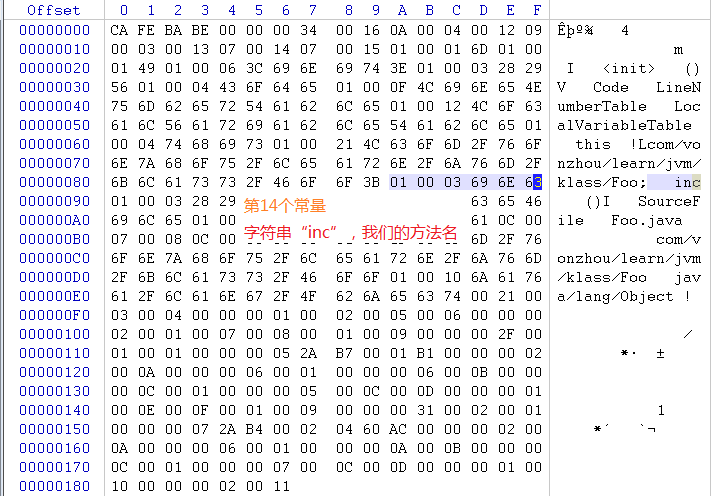 Offset 0 1 2 3 4 5 6 7 8 9 A B C D E F
00000000 CA FE BA BE 00 00 00 34 00 16 0A 00 04 00 12 09 Êþº¾ 4
00000010 00 03 00 13 07 00 14 07 00 15 01 00 01 6D 01 00 m
00000020 01 49 01 00 06 3C 69 6E 69 74 3E 01 00 03 28 29 I <init> ()
00000030 56 01 00 04 43 6F 64 65 01 00 0F 4C 69 6E 65 4E V Code LineN
00000040 75 6D 62 65 72 54 61 62 6C 65 01 00 12 4C 6F 63 umberTable Loc
00000050 61 6C 56 61 72 69 61 62 6C 65 54 61 62 6C 65 01 alVariableTable
00000060 00 04 74 68 69 73 01 00 21 4C 63 6F 6D 2F 76 6F this !Lcom/vo
00000070 6E 7A 68 6F 75 2F 6C 65 61 72 6E 2F 6A 76 6D 2F nzhou/learn/jvm/
00000080 6B 6C 61 73 73 2F 46 6F 6F 3B 01 00 03 69 6E 63 klass/Foo; inc
00000090 01 00 03 28 29 63 65 46 ()I SourceF
000000A0 69 6C 65 01 00 61 0C 00 ile Foo.java
第14个常量
000000B0 07 00 08 0C 00 6D 2F 76 com/v
字符串“inc”，我们的方法名
000000C0 6F 6E 7A 68 6F 75 2F 6C 65 61 72 6E 2F 6A 76 6D onzhou/learn/jvm
000000D0 2F 6B 6C 61 73 73 2F 46 6F 6F 01 00 10 6A 61 76 /klass/Foo jav
000000E0 61 2F 6C 61 6E 67 2F 4F 62 6A 65 63 74 00 21 00 a/lang/Object !
000000F0 03 00 04 00 00 00 01 00 02 00 05 00 06 00 00 00
00000100 02 00 01 00 07 00 08 00 01 00 09 00 00 00 2F 00 /
00000110 01 00 01 00 00 00 05 2A B7 00 01 B1 00 00 00 02 *· ±
00000120 00 0A 00 00 00 06 00 01 00 00 00 06 00 0B 00 00
00000130 00 0C 00 01 00 00 00 05 00 0C 00 0D 00 00 00 01
00000140 00 0E 00 0F 00 01 00 09 00 00 00 31 00 02 00 01 1
00000150 00 00 00 07 2A B4 00 02 04 60 AC 00 00 00 02 00 *´ `¬
00000160 0A 00 00 00 06 00 01 00 00 00 0A 00 0B 00 00 00
00000170 0C 00 01 00 00 00 07 00 0C 00 0D 00 00 00 01 00
00000180 10 00 00 00 02 00 11